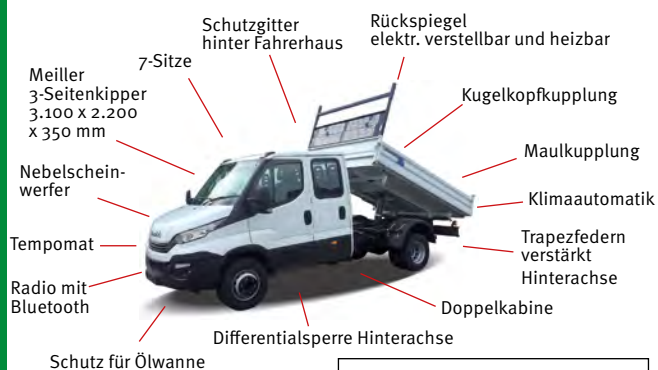 Schutzgitter
hinter Fahrerhaus
Rückspiegel
elektr. verstellbar und heizbar
7-Sitze
Meiller
3-Seitenkipper
3.100 x 2.200
x 350 mm
Kugelkopfkupplung
Nebelschein-
werfer
Maulkupplung
Klimaautomatik
Tempomat
Trapezfedern
verstärkt
Hinterachse
Radio mit
Bluetooth
Doppelkabine
Differentialsperre Hinterachse
Schutz für Ölwanne